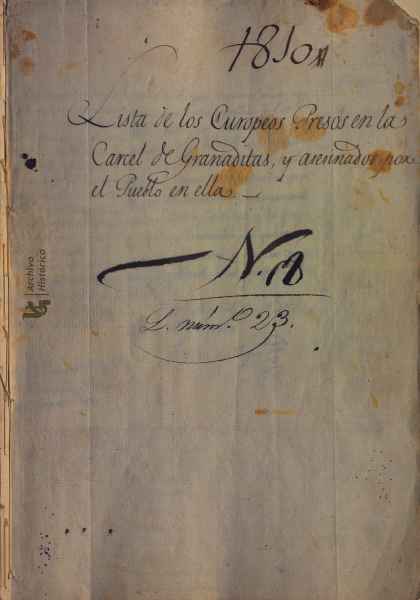 1810
Lista de los Europeos Presos en la
Carcel de Granaditas, y asesinados por
el Pueblo en ella.
N. 18
L. núm.º 23.
Archivo
Histórico